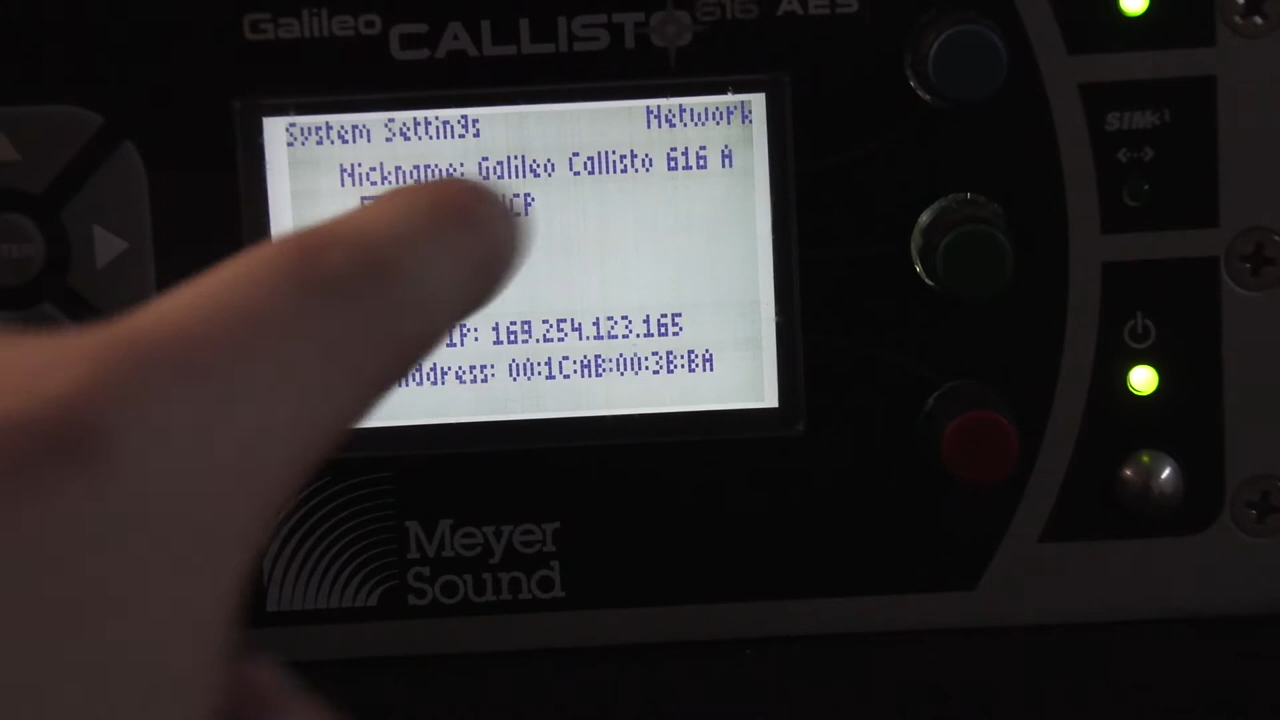 Galileo
CALLISTO 616 AES
System Settings Network
Nickname: Galileo Callisto 616 A
IP: 169.254.123.165
Address: 00:1C:AB:00:3B:BA
SIM
Meyer
Sound